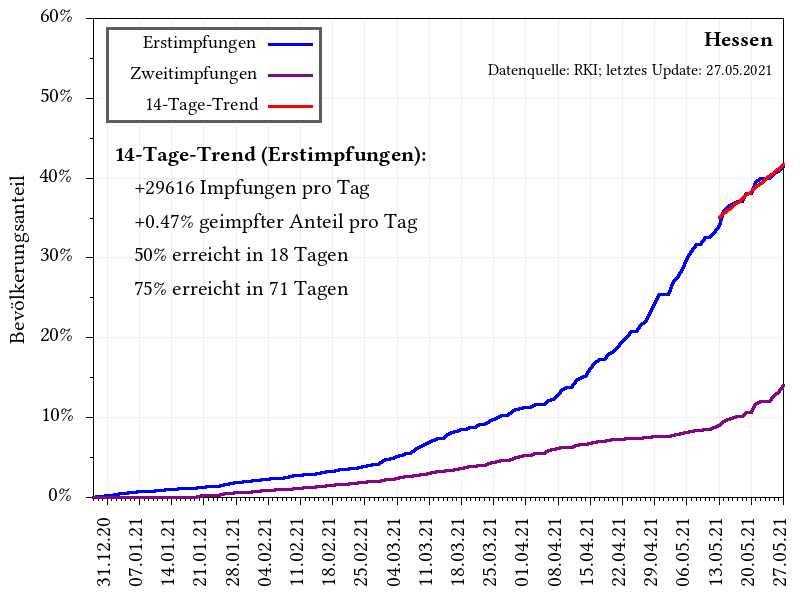 60%
50%
40%
30%
20%
10%
0%
Bevölkerungsanteil
Erstimpfungen
Zweitimpfungen
14-Tage-Trend
Hessen
Datenquelle: RKI; letztes Update: 27.05.2021
14-Tage-Trend (Erstimpfungen):
+29616 Impfungen pro Tag
+0.47% geimpfter Anteil pro Tag
50% erreicht in 18 Tagen
75% erreicht in 71 Tagen
31.12.20
07.01.21
14.01.21
21.01.21
28.01.21
04.02.21
11.02.21
18.02.21
25.02.21
04.03.21
11.03.21
18.03.21
25.03.21
01.04.21
08.04.21
15.04.21
22.04.21
29.04.21
06.05.21
13.05.21
20.05.21
27.05.21